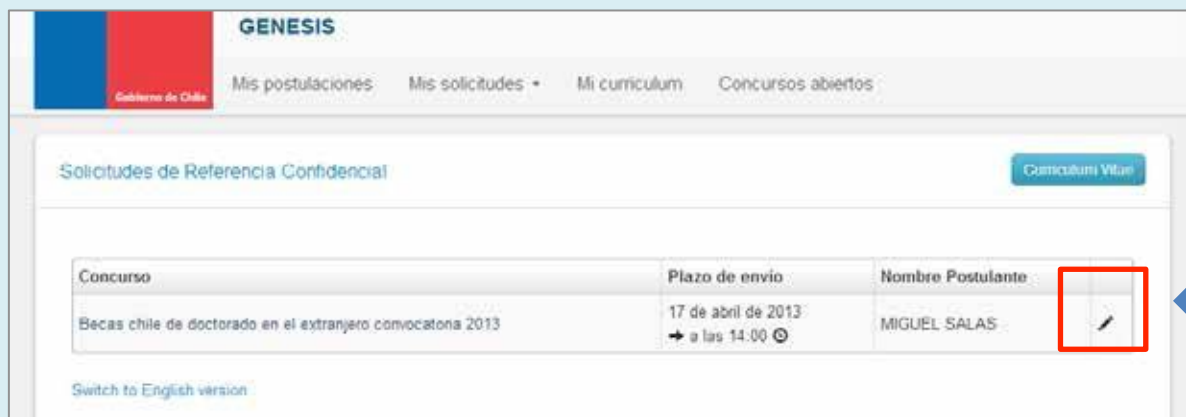 GENESIS
Gobierno de Chile
Mis postulaciones Mis solicitudes Mi curriculum Concursos abiertos
Solicitudes de Referencia Confidencial
Curriculum Vitae
Concurso Plazo de envío Nombre Postulante
Becas chile de doctorado en el extranjero convocatoria 2013 17 de abril de 2013 MIGUEL SALAS
➔ a las 14:00
Switch to English version